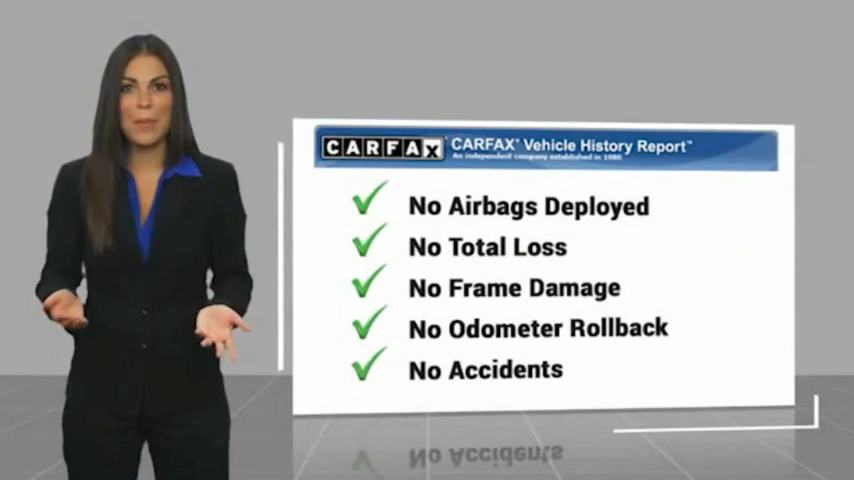 CARFAX
CARFAX® Vehicle History Report™
An independent company established in 1986
No Airbags Deployed
No Total Loss
No Frame Damage
No Odometer Rollback
No Accidents
No Accidents